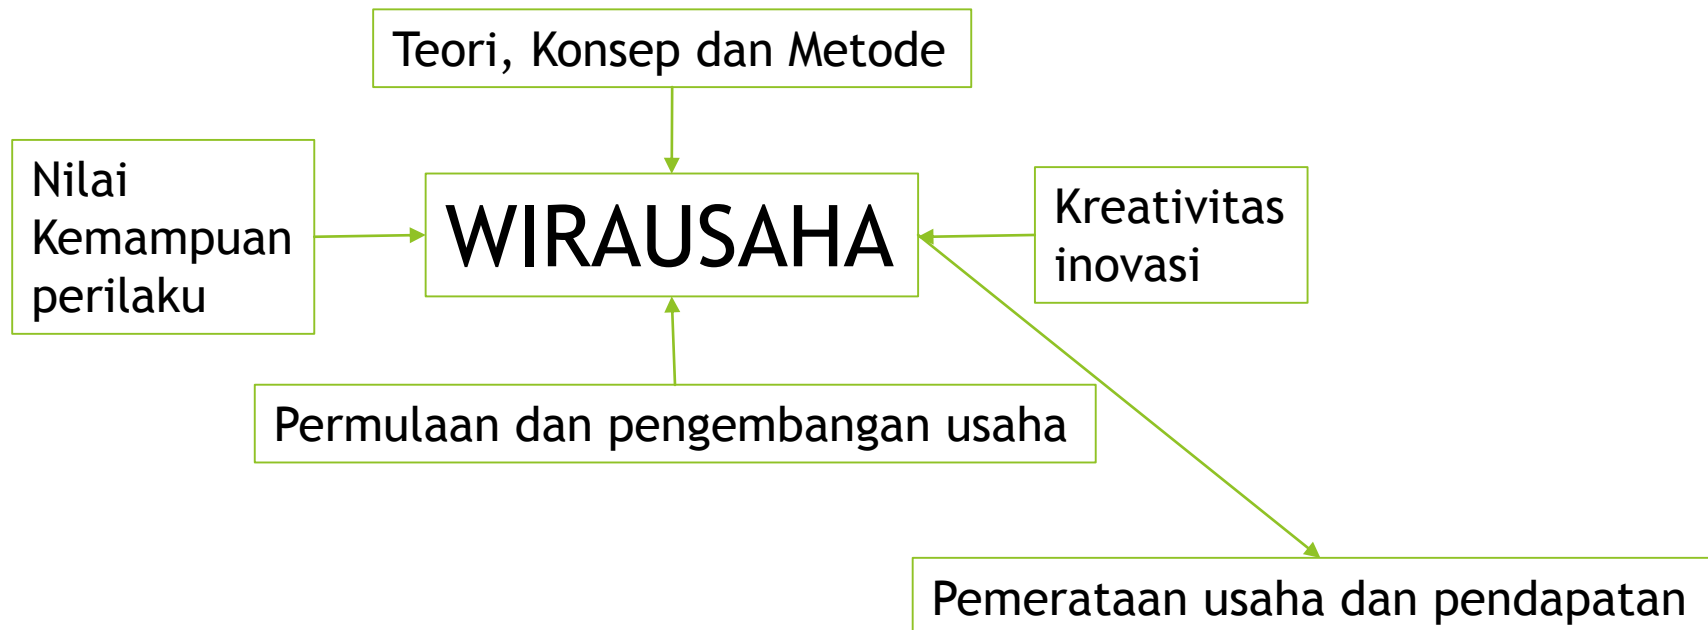 Teori, Konsep dan Metode
Nilai
Kemampuan
perilaku
WIRAUSAHA
Kreativitas
inovasi
Permulaan dan pengembangan usaha
Pemerataan usaha dan pendapatan